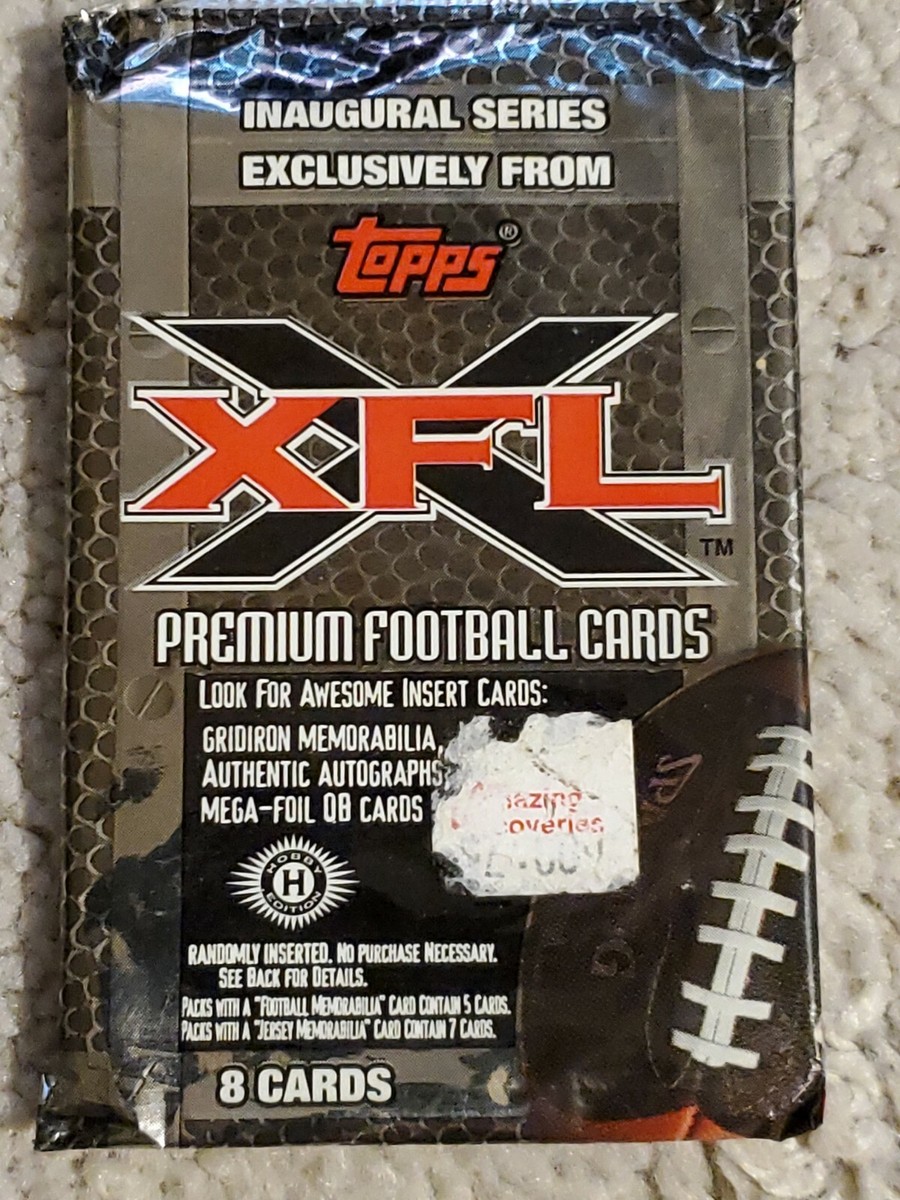 INAUGURAL SERIES
EXCLUSIVELY FROM
Topps®
XFL
TM
PREMIUM FOOTBALL CARDS
LOOK FOR AWESOME INSERT CARDS:
GRIDIRON MEMORABILIA,
AUTHENTIC AUTOGRAPHS
MEGA-FOIL QB CARDS
HOBBY
H
EDITION
RANDOMLY INSERTED. NO PURCHASE NECESSARY.
SEE BACK FOR DETAILS.
PACKS WITH A "FOOTBALL MEMORABILIA" CARD CONTAIN 5 CARDS.
PACKS WITH A "JERSEY MEMORABILIA" CARD CONTAIN 7 CARDS.
8 CARDS